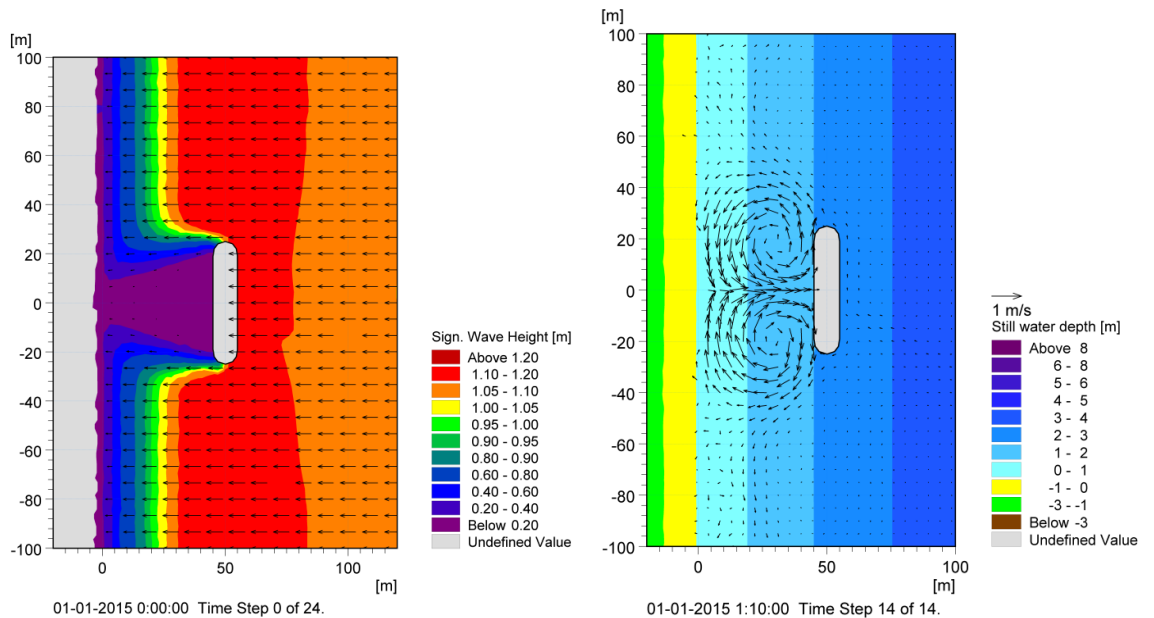 [m]
100
80
60
40
20
0
-20
-40
-60
-80
-100
0
50
100
[m]
01-01-2015 0:00:00 Time Step 0 of 24.
Sign. Wave Height [m]
Above 1.20
1.10 - 1.20
1.05 - 1.10
1.00 - 1.05
0.95 - 1.00
0.90 - 0.95
0.80 - 0.90
0.60 - 0.80
0.40 - 0.60
0.20 - 0.40
Below 0.20
Undefined Value
[m]
100
80
60
40
20
0
-20
-40
-60
-80
-100
0
50
100
[m]
01-01-2015 1:10:00 Time Step 14 of 14.
1 m/s
Still water depth [m]
Above 8
6 - 8
5 - 6
4 - 5
3 - 4
2 - 3
1 - 2
0 - 1
-1 - 0
-3 - -1
Below -3
Undefined Value